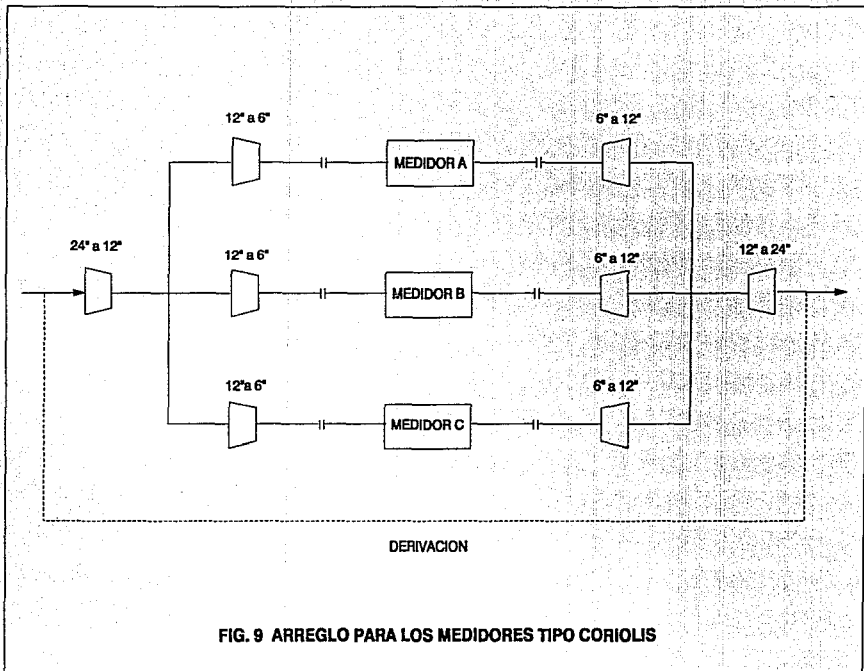 12" a 6"
6" a 12"
MEDIDOR A
24" a 12"
12" a 6"
6" a 12"
12" a 24"
MEDIDOR B
12"a 6"
6" a 12"
MEDIDOR C
DERIVACION
FIG. 9 ARREGLO PARA LOS MEDIDORES TIPO CORIOLIS